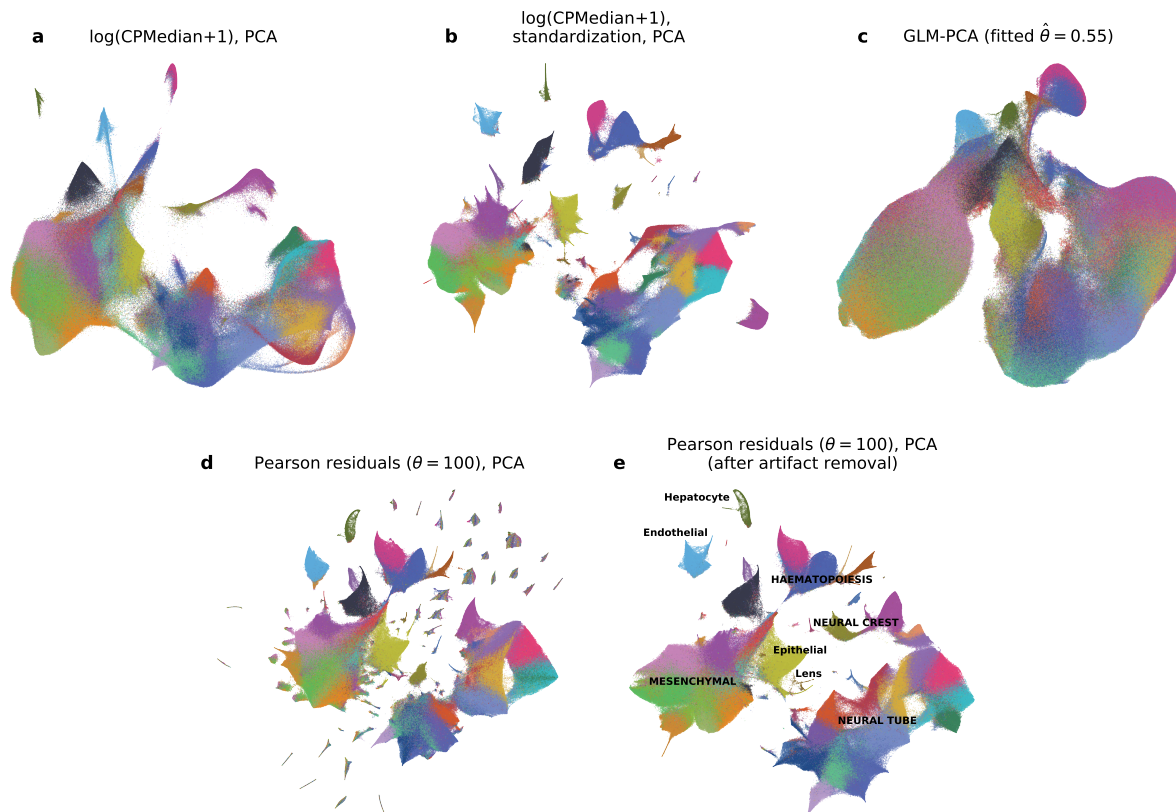 a
log(CPMedian+1), PCA
b
log(CPMedian+1),
standardization, PCA
c
GLM-PCA (fitted θ̂ = 0.55)
d
Pearson residuals (θ = 100), PCA
e
Pearson residuals (θ = 100), PCA
(after artifact removal)
Hepatocyte
Endothelial
HAEMATOPOIESIS
NEURAL CREST
Epithelial
Lens
MESENCHYMAL
NEURAL TUBE